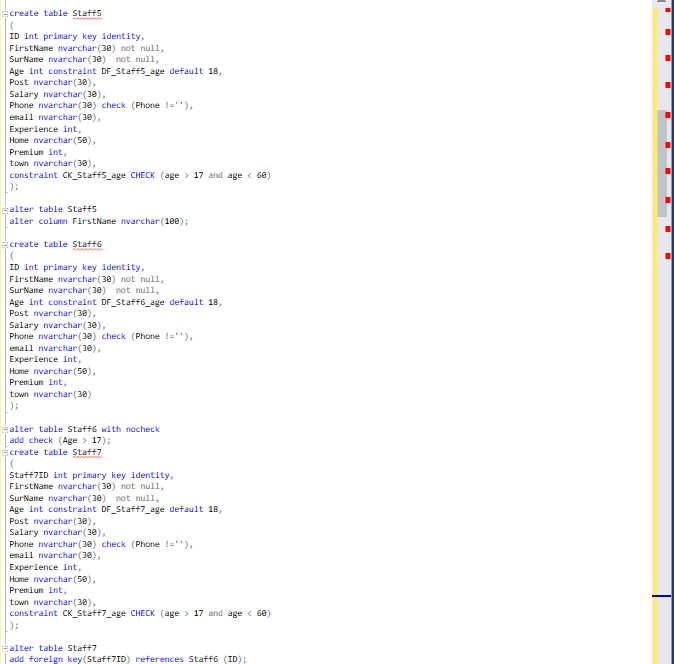 create table Staff5
(
ID int primary key identity,
FirstName nvarchar(30) not null,
SurName nvarchar(30)  not null,
Age int constraint DF_Staff5_age default 18,
Post nvarchar(30),
Salary nvarchar(30),
Phone nvarchar(30) check (Phone !=''),
email nvarchar(30),
Experience int,
Home nvarchar(50),
Premium int,
town nvarchar(30),
constraint CK_Staff5_age CHECK (age > 17 and age < 60)
);
alter table Staff5
alter column FirstName nvarchar(100);
create table Staff6
(
ID int primary key identity,
FirstName nvarchar(30) not null,
SurName nvarchar(30)  not null,
Age int constraint DF_Staff6_age default 18,
Post nvarchar(30),
Salary nvarchar(30),
Phone nvarchar(30) check (Phone !=''),
email nvarchar(30),
Experience int,
Home nvarchar(50),
Premium int,
town nvarchar(30)
);
alter table Staff6 with nocheck
add check (Age > 17);
create table Staff7
(
Staff7ID int primary key identity,
FirstName nvarchar(30) not null,
SurName nvarchar(30)  not null,
Age int constraint DF_Staff7_age default 18,
Post nvarchar(30),
Salary nvarchar(30),
Phone nvarchar(30) check (Phone !=''),
email nvarchar(30),
Experience int,
Home nvarchar(50),
Premium int,
town nvarchar(30),
constraint CK_Staff7_age CHECK (age > 17 and age < 60)
);
alter table Staff7
add foreign key(Staff7ID) references Staff6 (ID);